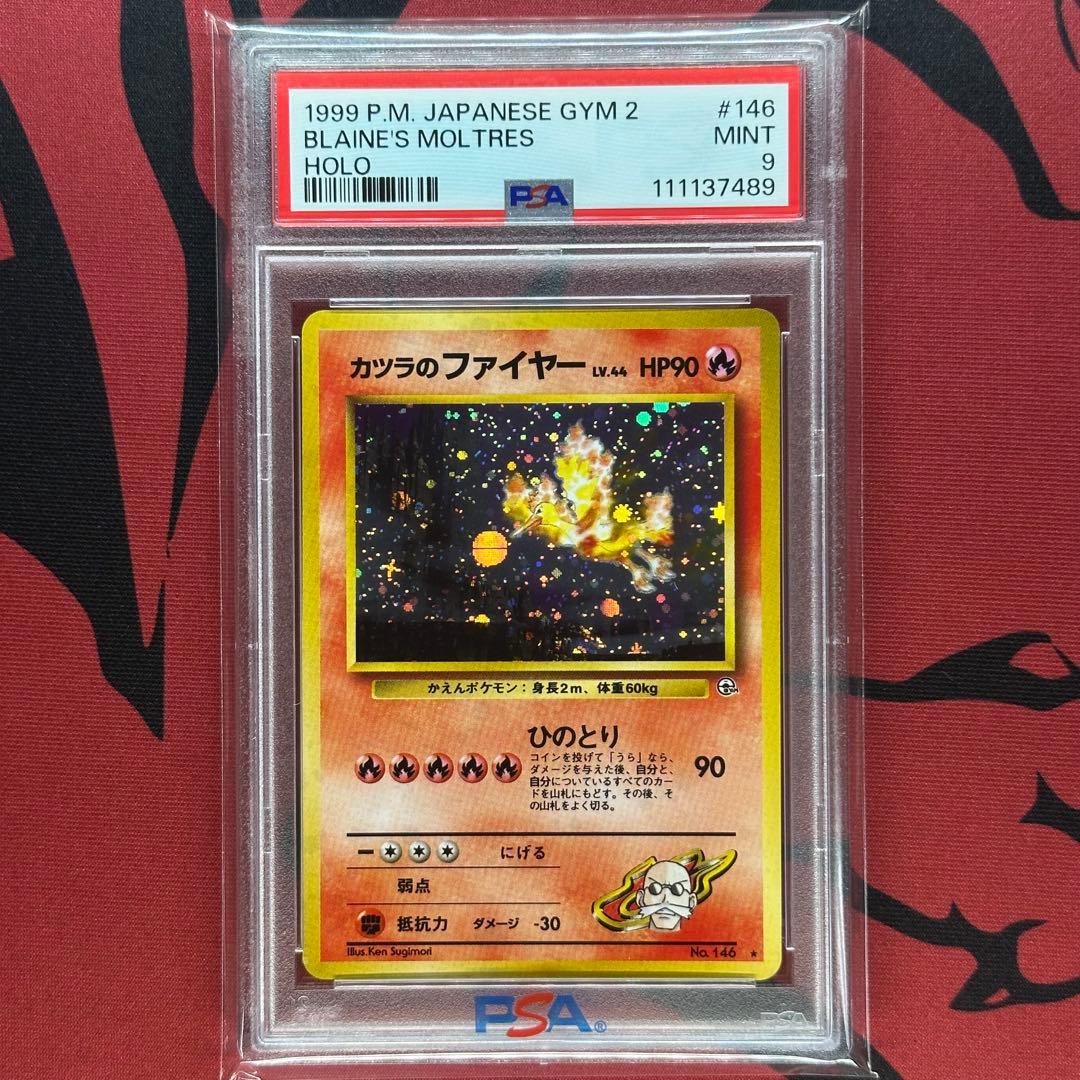 1999 P.M. JAPANESE GYM 2 #146
BLAINE'S MOLTRES MINT
HOLO 9
PSA 111137489
カツラのファイヤー LV.44 HP90
かえんポケモン：身長2m、体重60kg
ひのとり
コインを投げて「うら」なら、
ダメージを与えた後、自分と、
自分についているすべてのカー
ドを山札にもどす。その後、そ
の山札をよく切る。
90
にげる
弱点
抵抗力 ダメージ -30
Illus.Ken Sugimori No.146 ★
PSA®